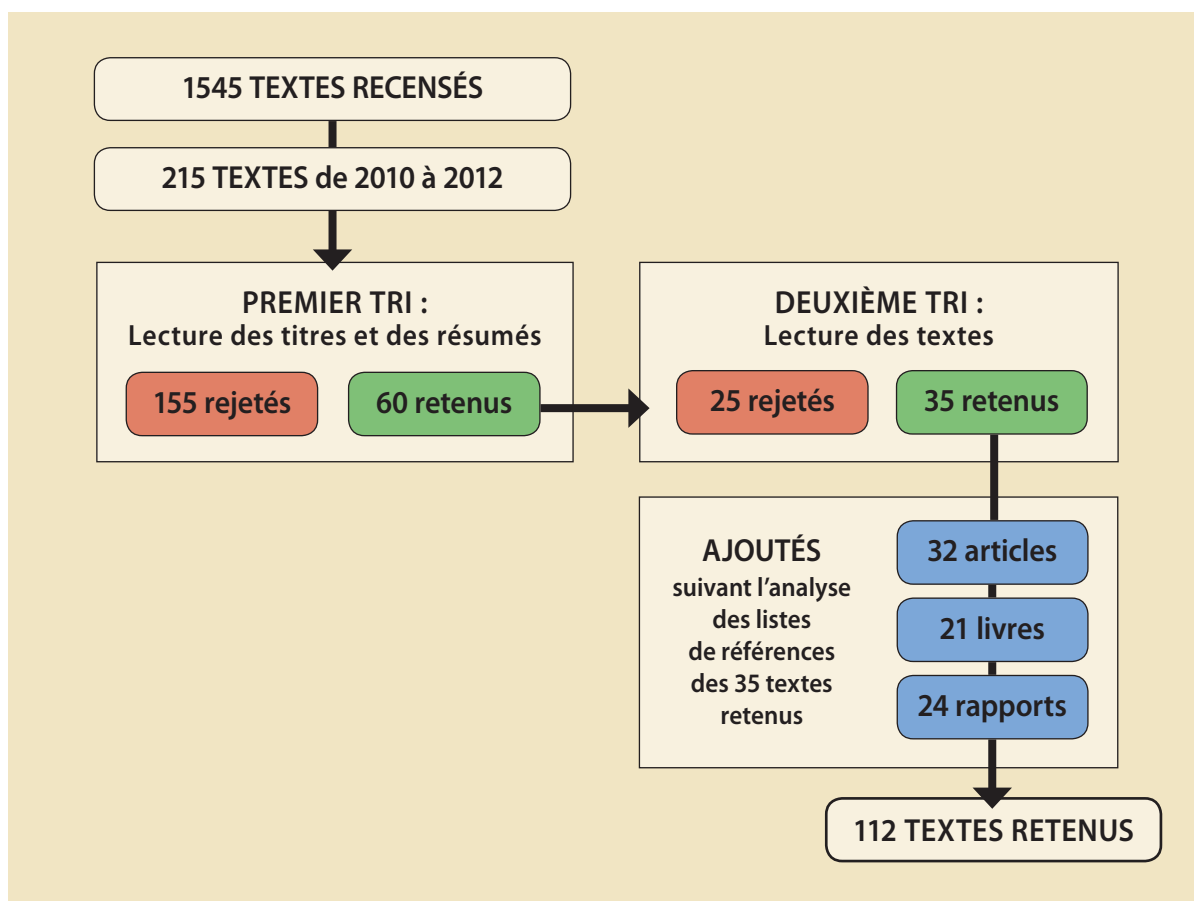 1545 TEXTES RECENSÉS
215 TEXTES de 2010 à 2012
PREMIER TRI :
Lecture des titres et des résumés
155 rejetés
60 retenus
DEUXIÈME TRI :
Lecture des textes
25 rejetés
35 retenus
AJOUTÉS
suivant l'analyse
des listes
de références
des 35 textes
retenus
32 articles
21 livres
24 rapports
112 TEXTES RETENUS